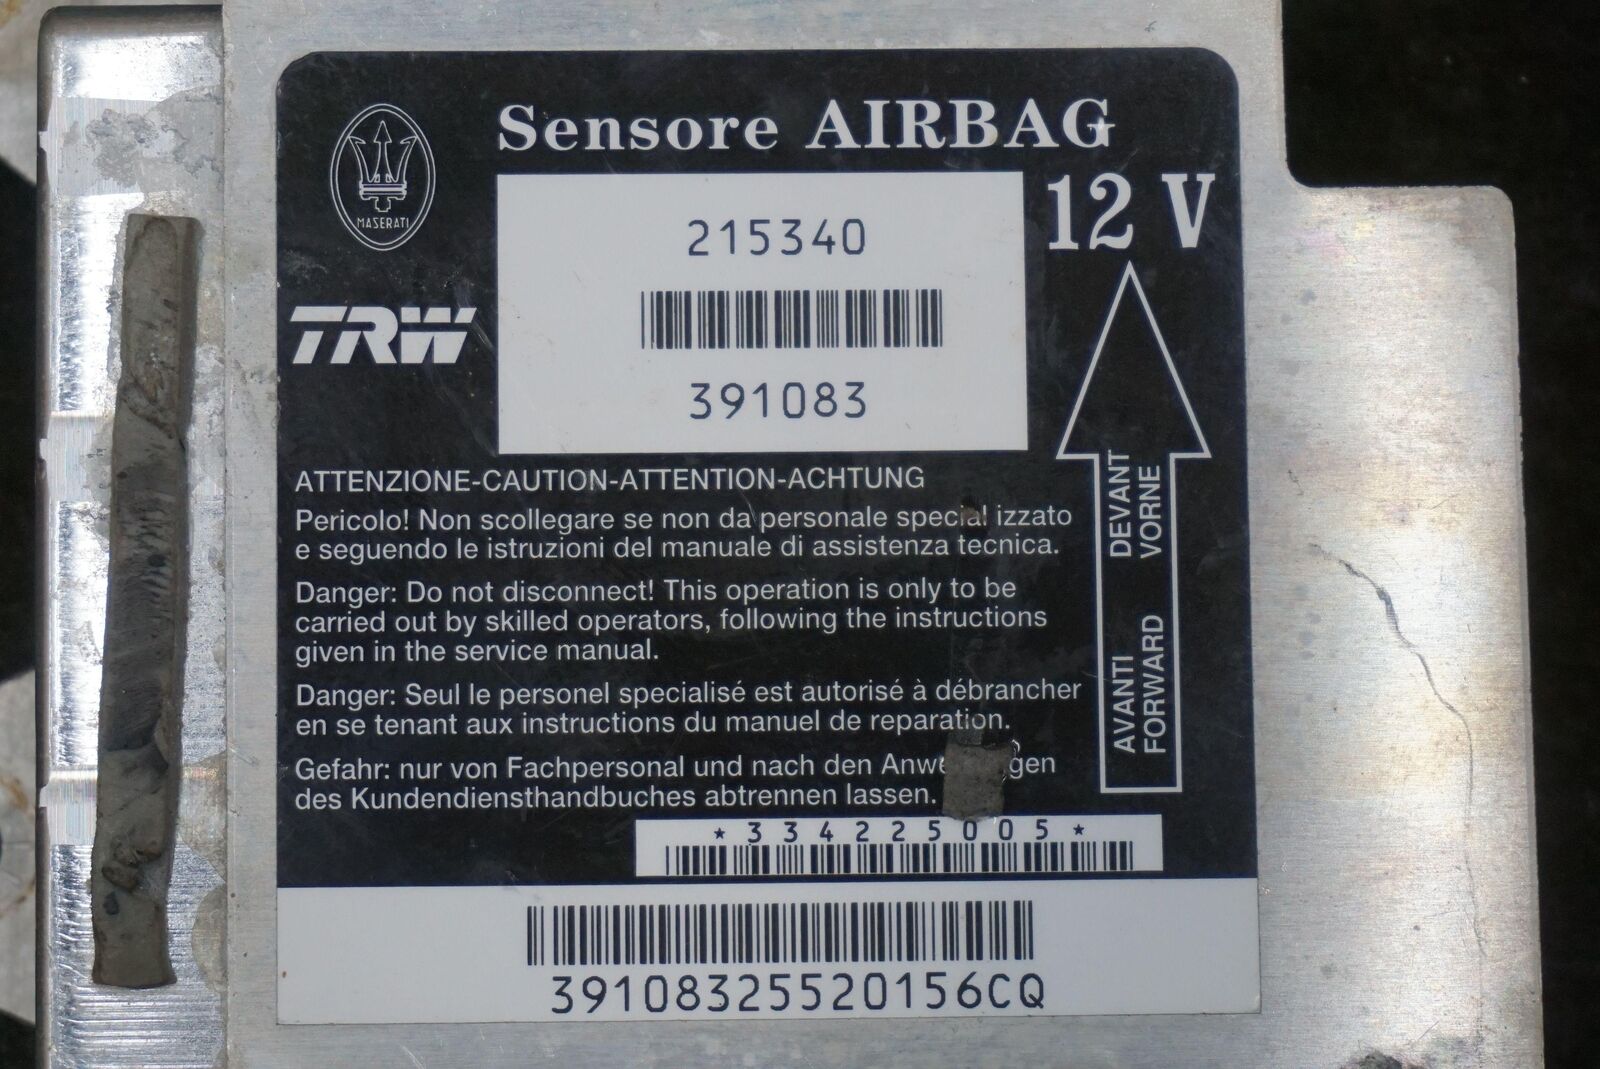 Sensore AIRBAG
12 V
MASERATI
TRW
215340
391083
ATTENZIONE-CAUTION-ATTENTION-ACHTUNG
Pericolo! Non scollegare se non da personale special izzato
e seguendo le istruzioni del manuale di assistenza tecnica.
Danger: Do not disconnect! This operation is only to be
carried out by skilled operators, following the instructions
given in the service manual.
Danger: Seul le personel specialisé est autorisé à débrancher
en se tenant aux instructions du manuel de reparation.
Gefahr: nur von Fachpersonal und nach den
des Kundendiensthandbuches abtrennen lassen.
AVANTI DEVANT
FORWARD VORNE
*334225005*
39108325520156CQ